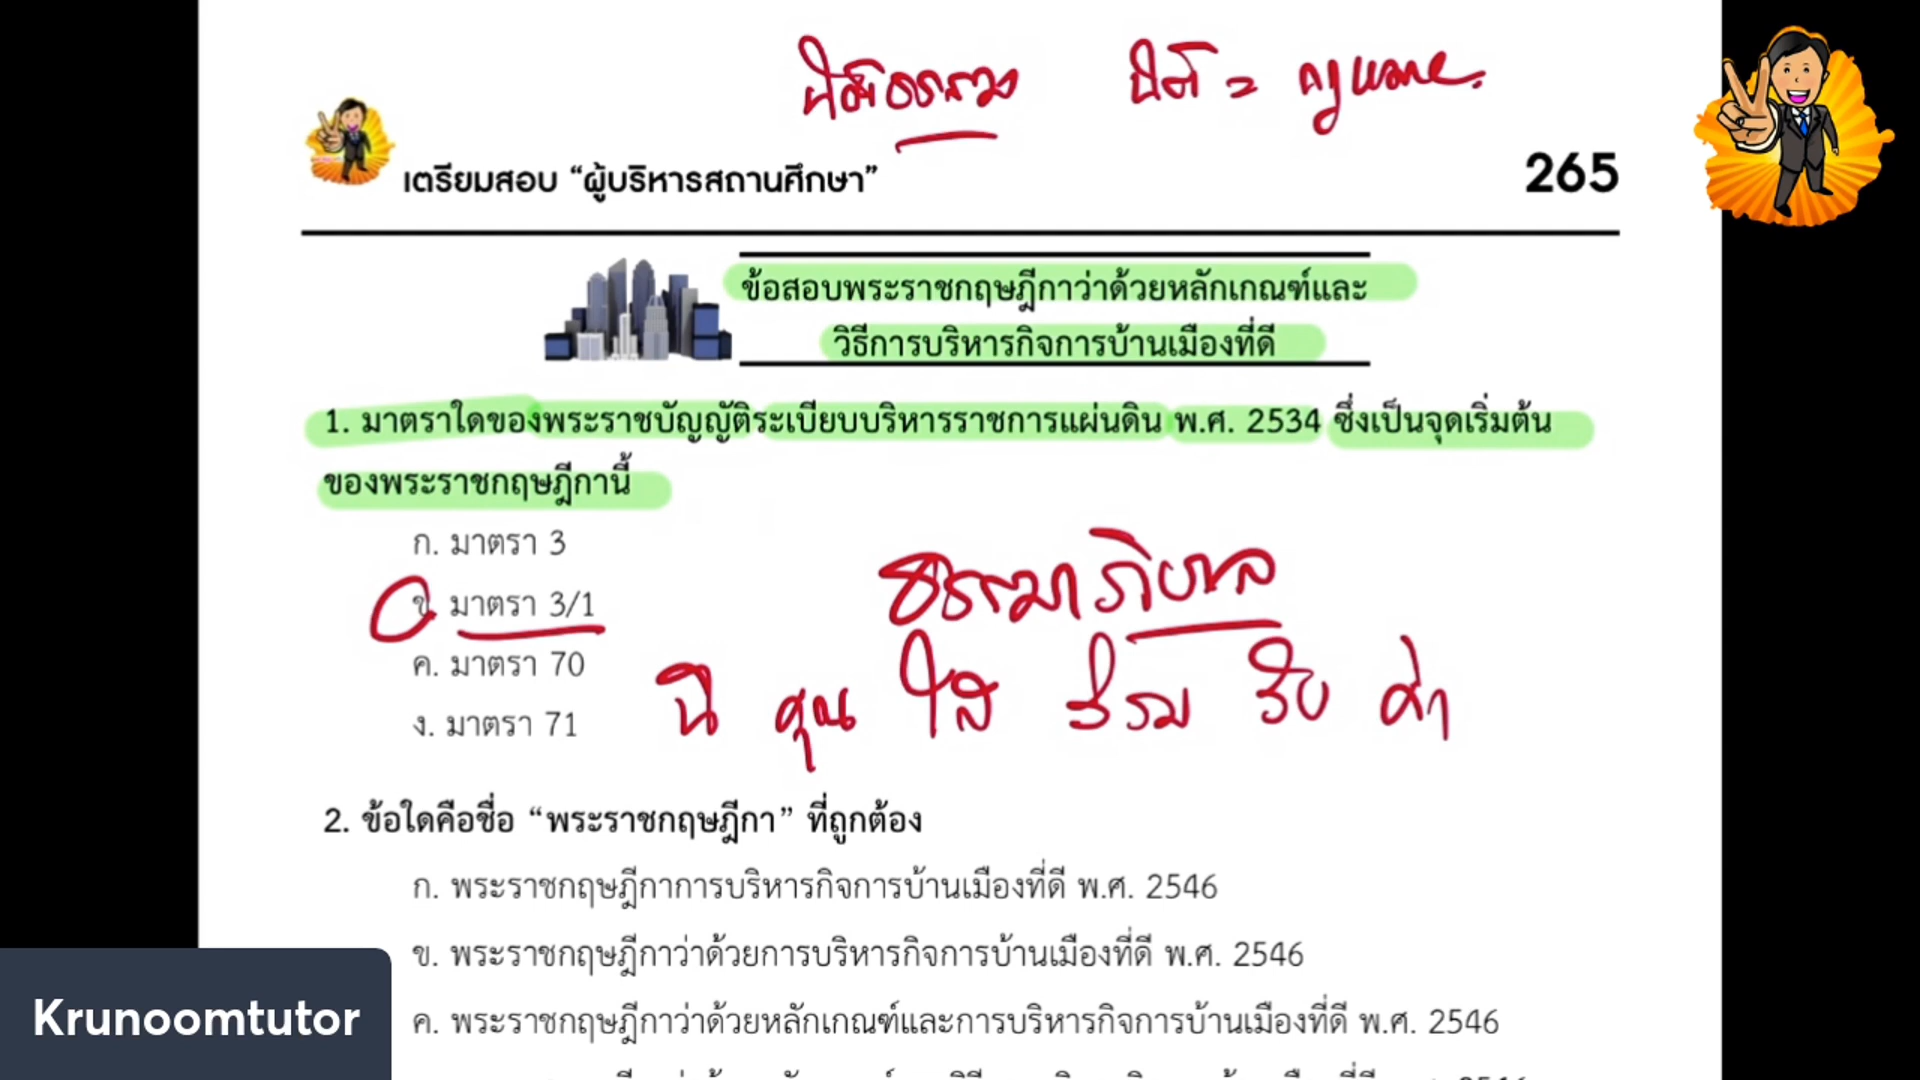 นิติธรรม นิติ = กฎหมาย.
เตรียมสอบ “ผู้บริหารสถานศึกษา”
265
ข้อสอบพระราชกฤษฎีกาว่าด้วยหลักเกณฑ์และ
วิธีการบริหารกิจการบ้านเมืองที่ดี
1. มาตราใดของพระราชบัญญัติระเบียบบริหารราชการแผ่นดิน พ.ศ. 2534 ซึ่งเป็นจุดเริ่มต้น
ของพระราชกฤษฎีกานี้
ก. มาตรา 3
ข. มาตรา 3/1
ค. มาตรา 70
ง. มาตรา 71
ธรรมาภิบาล
นิ คุณ ใส ร่วม รับ ค่า
2. ข้อใดคือชื่อ “พระราชกฤษฎีกา” ที่ถูกต้อง
ก. พระราชกฤษฎีกาการบริหารกิจการบ้านเมืองที่ดี พ.ศ. 2546
ข. พระราชกฤษฎีกาว่าด้วยการบริหารกิจการบ้านเมืองที่ดี พ.ศ. 2546
ค. พระราชกฤษฎีกาว่าด้วยหลักเกณฑ์และการบริหารกิจการบ้านเมืองที่ดี พ.ศ. 2546
Krunoomtutor